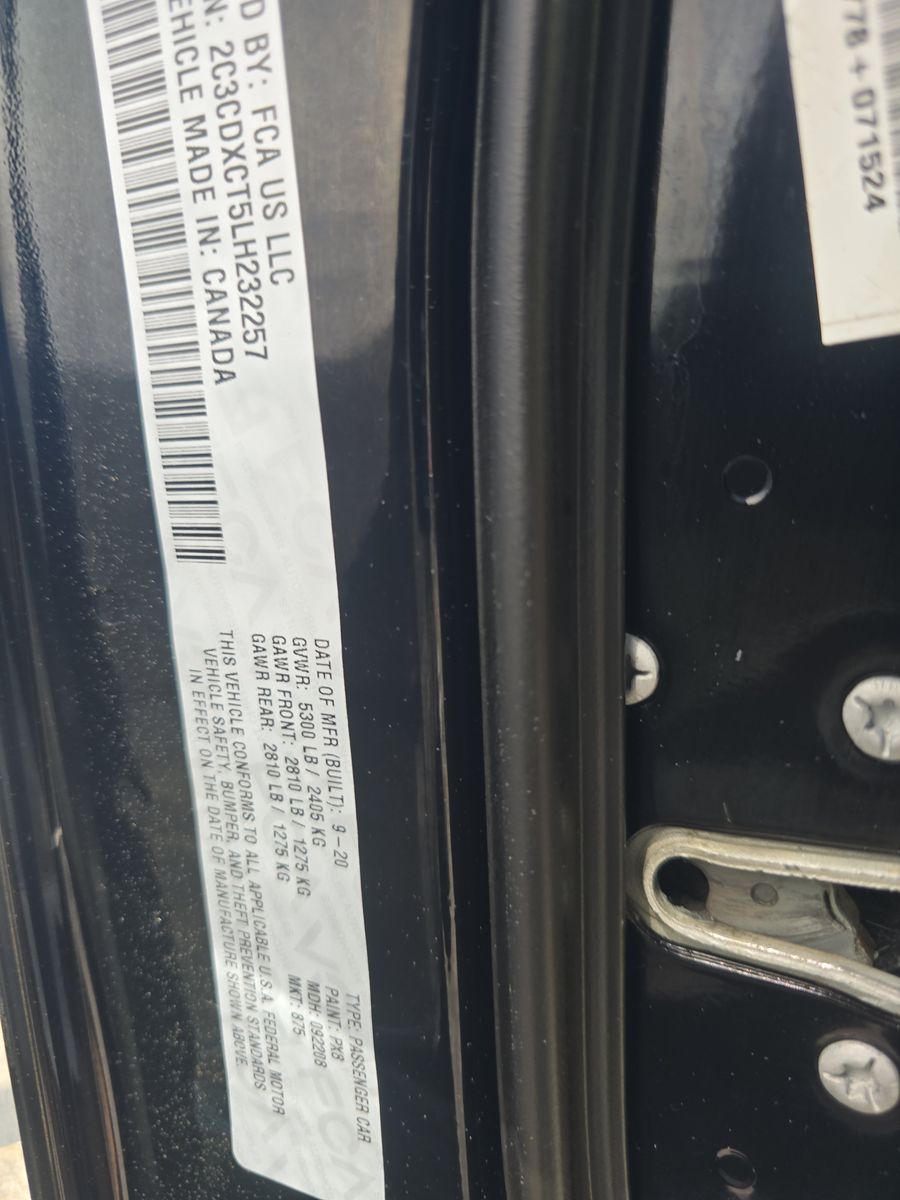 D BY: FCA US LLC
N: 2C3CDXCT5LH232257
EHICLE MADE IN: CANADA
DATE OF MFR (BUILT): 9-20
GVWR: 5300 LB / 2405 KG
GAWR FRONT: 2810 LB / 1275 KG
GAWR REAR: 2810 LB / 1275 KG
TYPE: PASSENGER CAR
PAINT: PX8
MDH: 092208
MKT: 875
THIS VEHICLE CONFORMS TO ALL APPLICABLE U.S.A. FEDERAL MOTOR
VEHICLE SAFETY, BUMPER, AND THEFT PREVENTION STANDARDS
IN EFFECT ON THE DATE OF MANUFACTURE SHOWN ABOVE.
778 + 071524